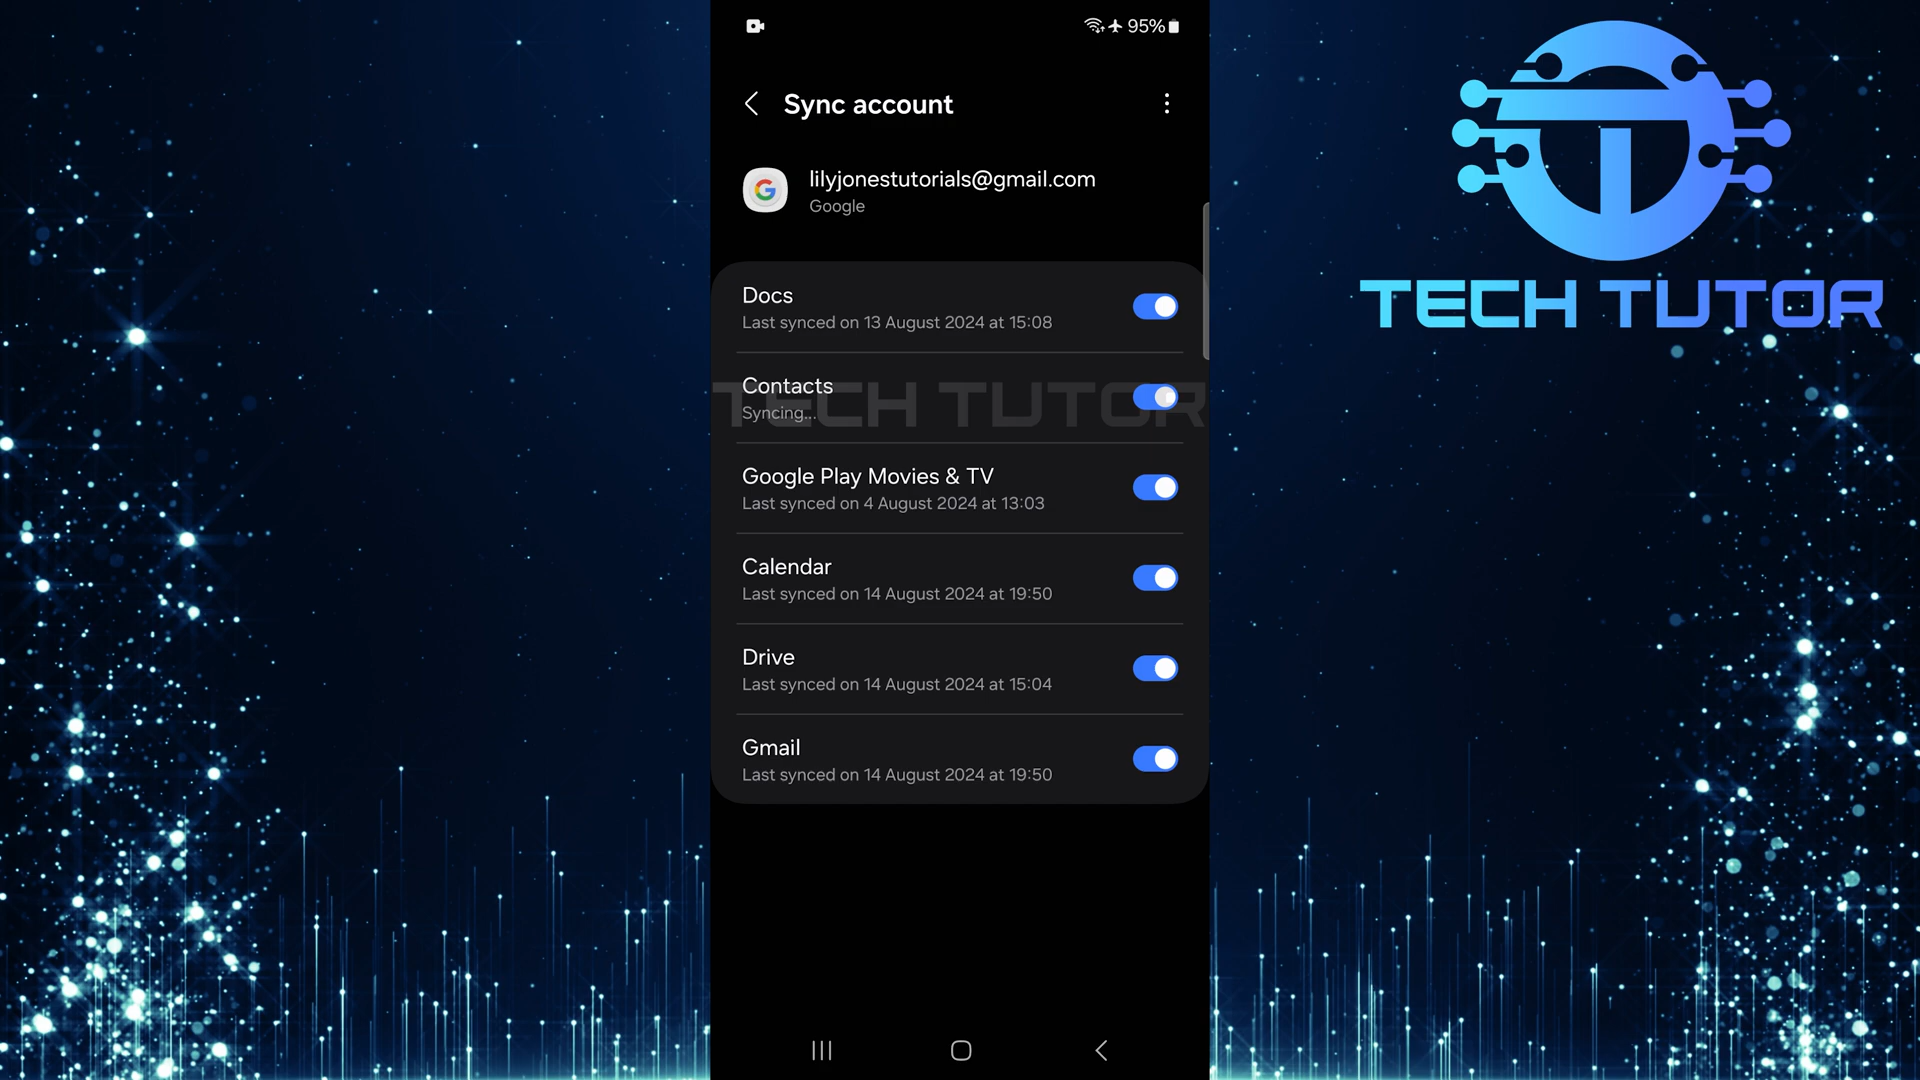 95%
Sync account
lilyjonestutorials@gmail.com
Google
Docs
Last synced on 13 August 2024 at 15:08
Contacts
Syncing...
Google Play Movies & TV
Last synced on 4 August 2024 at 13:03
Calendar
Last synced on 14 August 2024 at 19:50
Drive
Last synced on 14 August 2024 at 15:04
Gmail
Last synced on 14 August 2024 at 19:50
TECH TUTOR
TECH TUTOR